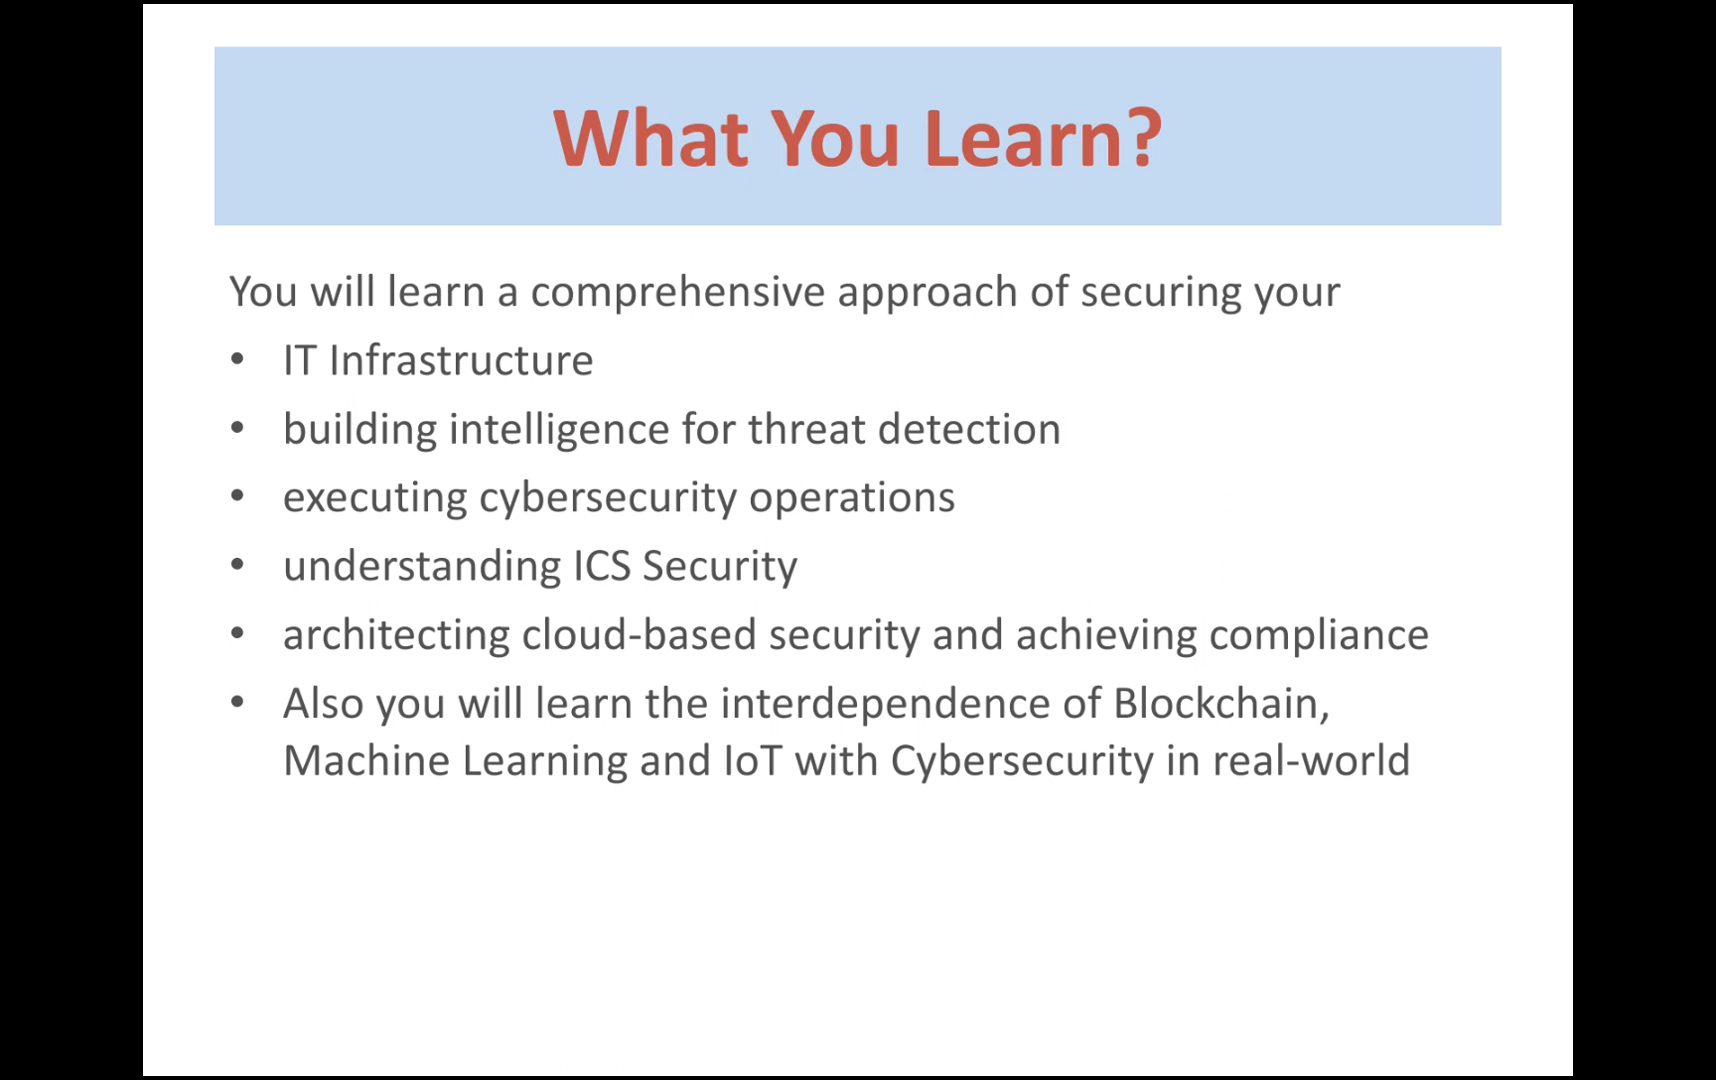 What You Learn?
You will learn a comprehensive approach of securing your
• IT Infrastructure
• building intelligence for threat detection
• executing cybersecurity operations
• understanding ICS Security
• architecting cloud-based security and achieving compliance
• Also you will learn the interdependence of Blockchain,
Machine Learning and IoT with Cybersecurity in real-world